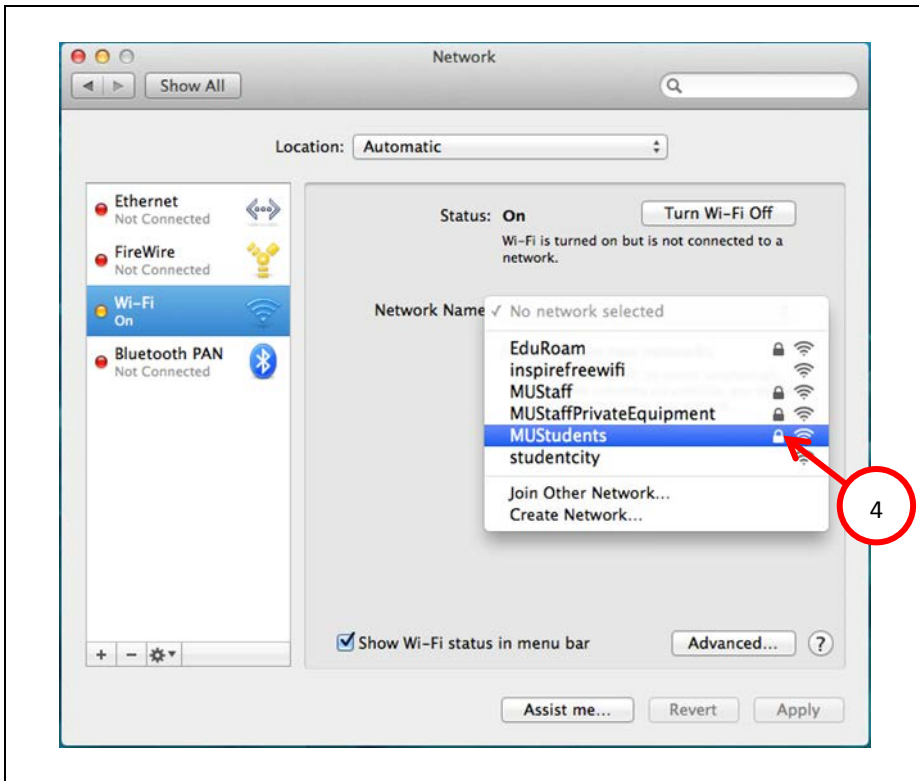 Network
Show All
Location: Automatic
Ethernet
Not Connected
FireWire
Not Connected
Wi-Fi
On
Bluetooth PAN
Not Connected
Status: On
Turn Wi-Fi Off
Wi-Fi is turned on but is not connected to a
network.
Network Name
✓ No network selected
EduRoam
inspirefreewifi
MUStaff
MUStaffPrivateEquipment
MUStudents
studentcity
Join Other Network...
Create Network...
4
Show Wi-Fi status in menu bar
Advanced...
?
Assist me...
Revert
Apply